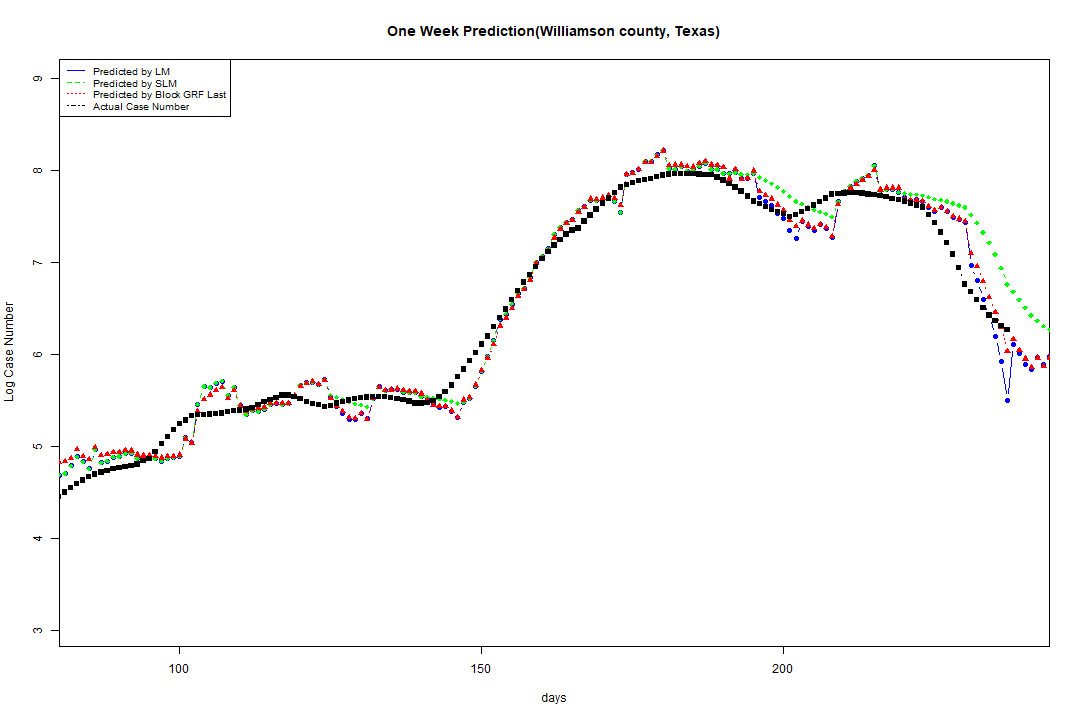 One Week Prediction(Williamson county, Texas)
Predicted by LM
Predicted by SLM
Predicted by Block GRF Last
Actual Case Number
9
8
7
6
5
4
3
Log Case Number
100 150 200
days